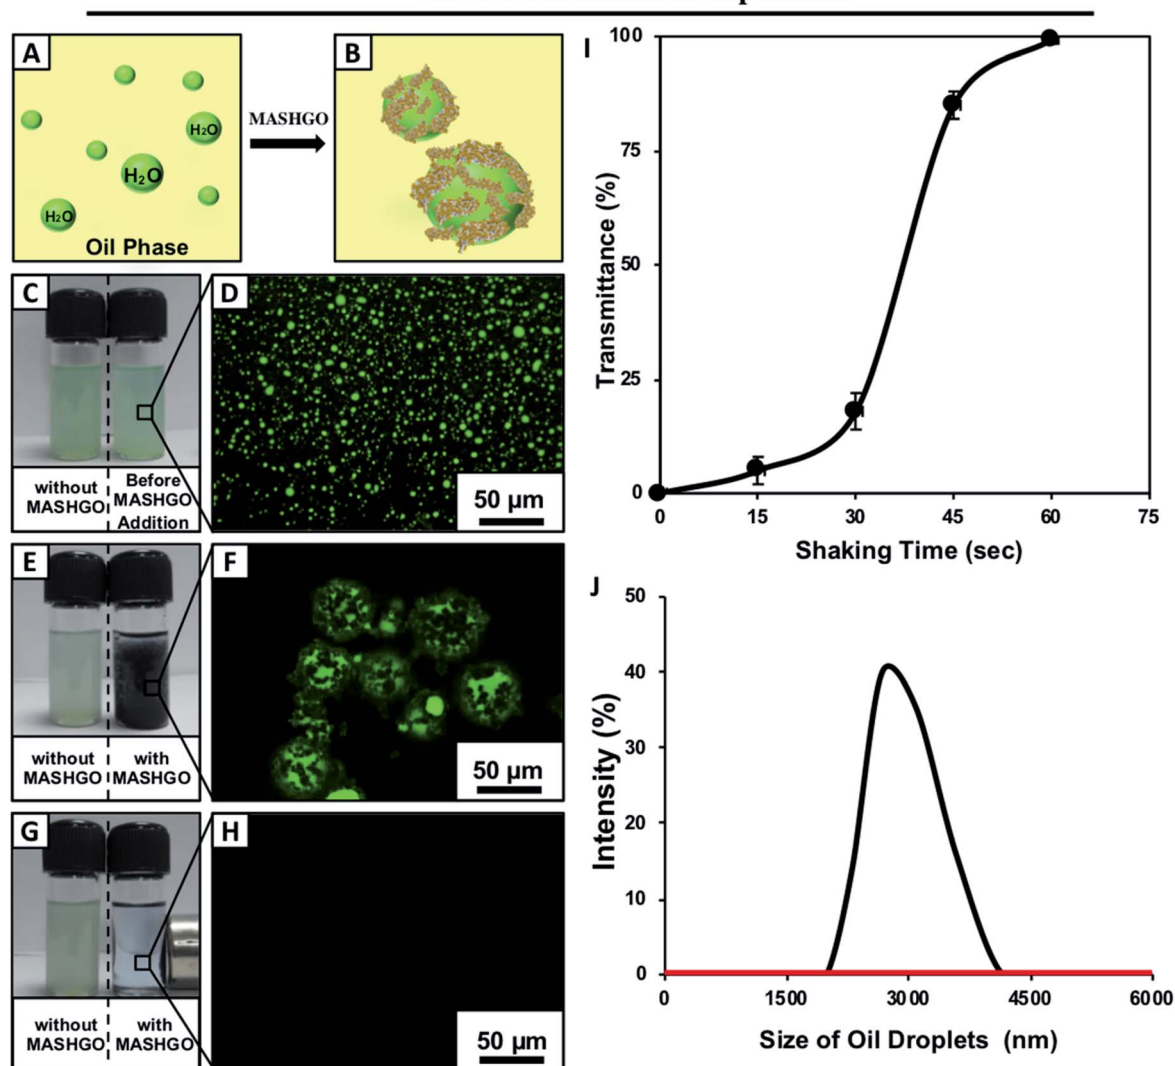 A
H₂O
H₂O
H₂O
Oil Phase
MASHGO
B
C
without
MASHGO
Before
MASHGO
Addition
D
50 µm
E
without
MASHGO
with
MASHGO
F
50 µm
G
without
MASHGO
with
MASHGO
H
50 µm
I
Transmittance (%)
100
75
50
25
0
0 15 30 45 60 75
Shaking Time (sec)
J
Intensity (%)
50
40
30
20
10
0
0 1500 3000 4500 6000
Size of Oil Droplets (nm)